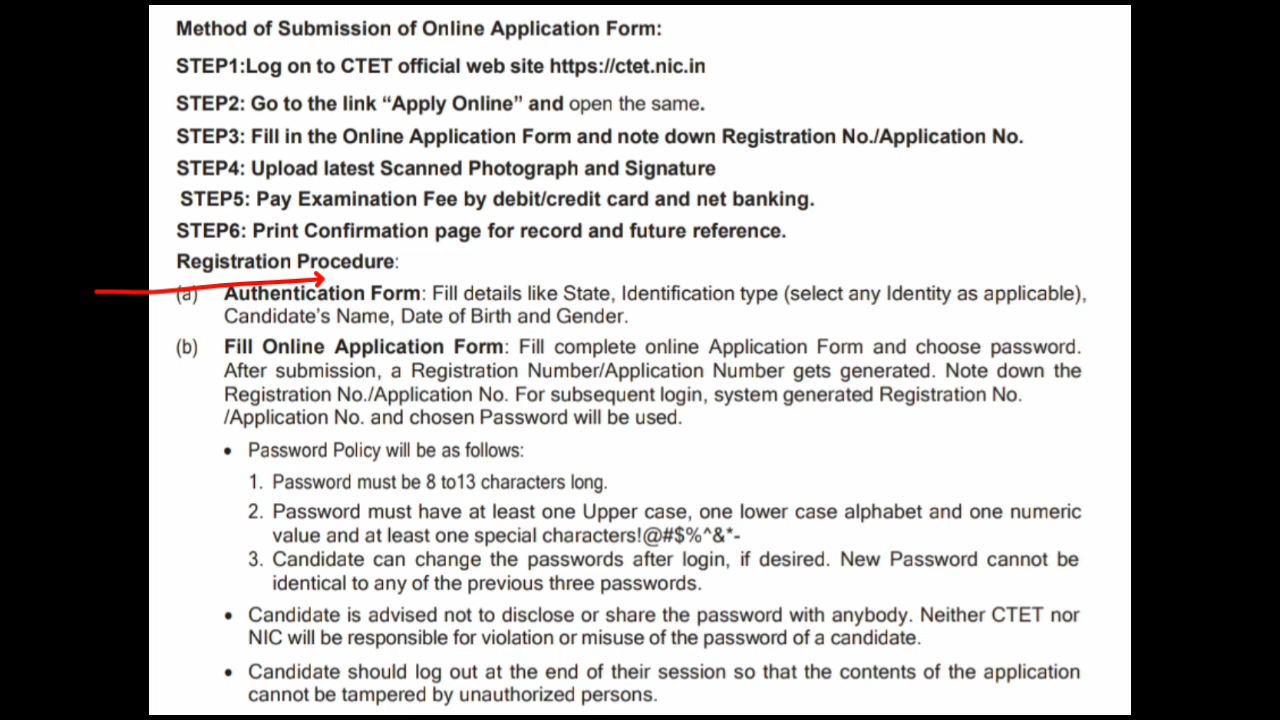 Method of Submission of Online Application Form:
STEP1:Log on to CTET official web site https://ctet.nic.in
STEP2: Go to the link “Apply Online” and open the same.
STEP3: Fill in the Online Application Form and note down Registration No./Application No.
STEP4: Upload latest Scanned Photograph and Signature
STEP5: Pay Examination Fee by debit/credit card and net banking.
STEP6: Print Confirmation page for record and future reference.
Registration Procedure:
(a) Authentication Form: Fill details like State, Identification type (select any Identity as applicable),
Candidate’s Name, Date of Birth and Gender.
(b) Fill Online Application Form: Fill complete online Application Form and choose password.
After submission, a Registration Number/Application Number gets generated. Note down the
Registration No./Application No. For subsequent login, system generated Registration No.
/Application No. and chosen Password will be used.
• Password Policy will be as follows:
1. Password must be 8 to13 characters long.
2. Password must have at least one Upper case, one lower case alphabet and one numeric
value and at least one special characters!@#$%^&*-
3. Candidate can change the passwords after login, if desired. New Password cannot be
identical to any of the previous three passwords.
• Candidate is advised not to disclose or share the password with anybody. Neither CTET nor
NIC will be responsible for violation or misuse of the password of a candidate.
• Candidate should log out at the end of their session so that the contents of the application
cannot be tampered by unauthorized persons.